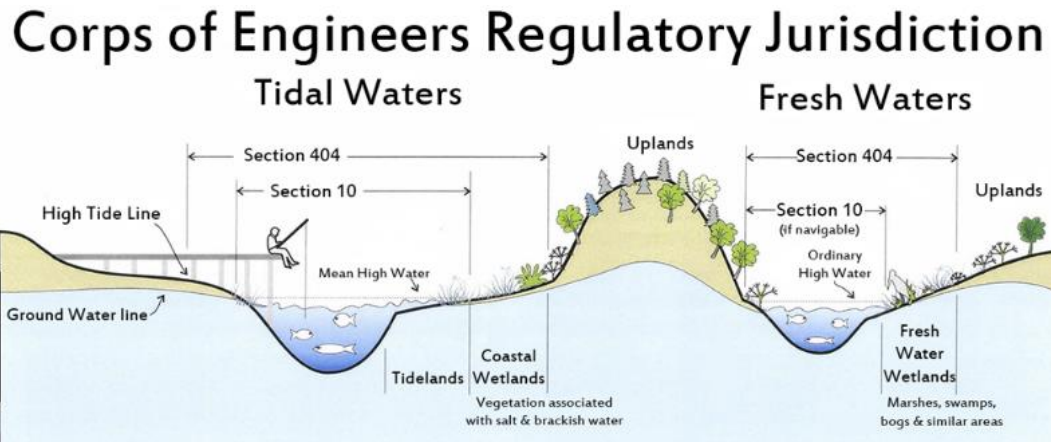 Corps of Engineers Regulatory Jurisdiction
Tidal Waters
Fresh Waters
Uplands
Section 404
Section 404
Section 10
Uplands
High Tide Line
Section 10
(if navigable)
Mean High Water
Ordinary
High Water
Ground Water line
Tidelands
Coastal
Wetlands
Vegetation associated
with salt & brackish water
Fresh
Water
Wetlands
Marshes, swamps,
bogs & similar areas